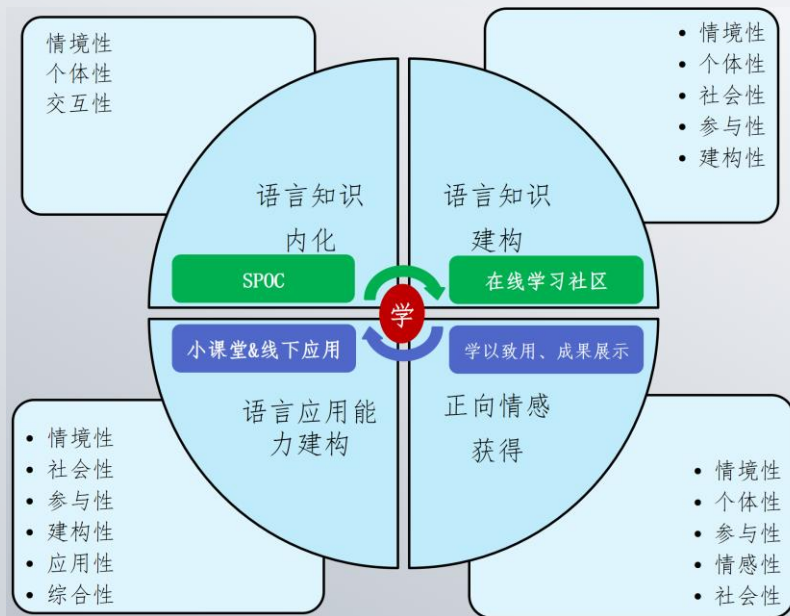 情境性
个体性
交互性
• 情境性
• 个体性
• 社会性
• 参与性
• 建构性
语言知识
内化
语言知识
建构
SPOC
在线学习社区
学
小课堂&线下应用
学以致用、成果展示
语言应用能
力建构
正向情感
获得
• 情境性
• 社会性
• 参与性
• 建构性
• 应用性
• 综合性
• 情境性
• 个体性
• 参与性
• 情感性
• 社会性